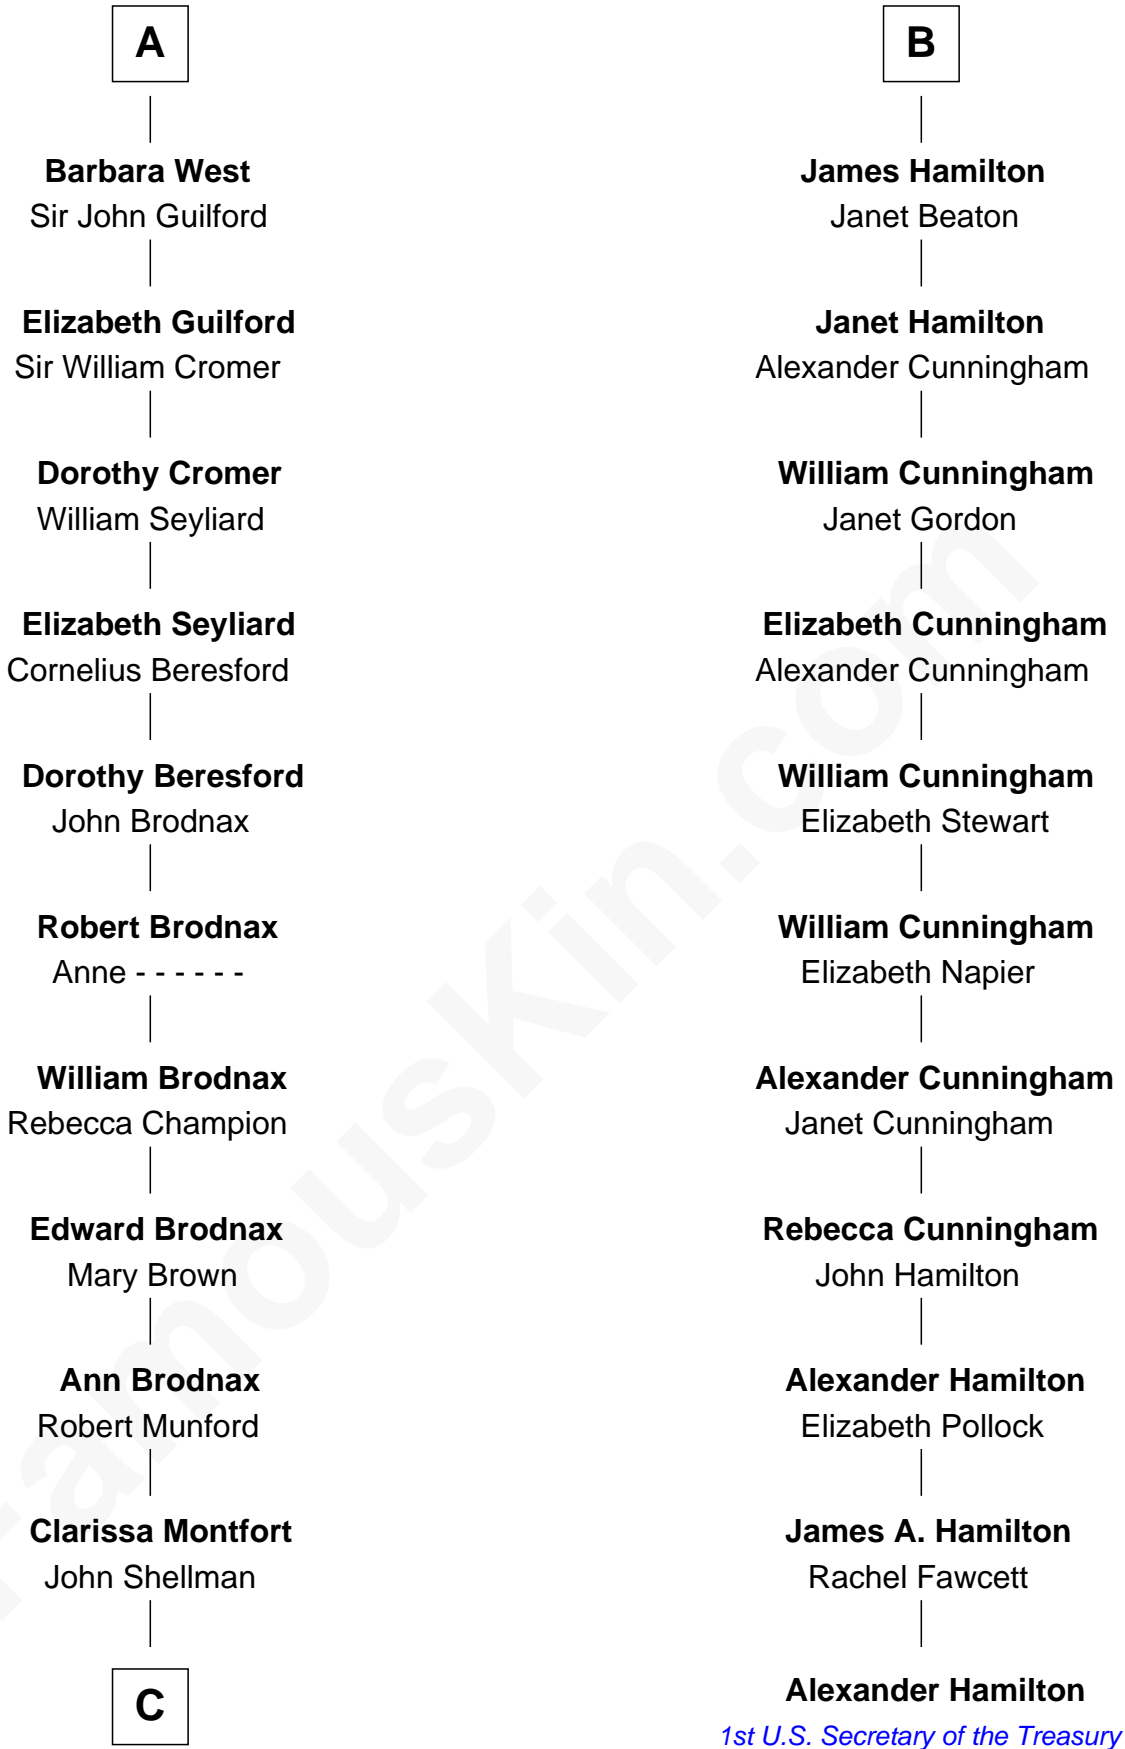 A
Barbara West
Sir John Guilford
Elizabeth Guilford
Sir William Cromer
Dorothy Cromer
William Seyliard
Elizabeth Seyliard
Cornelius Beresford
Dorothy Beresford
John Brodnax
Robert Brodnax
Anne - - - - - -
William Brodnax
Rebecca Champion
Edward Brodnax
Mary Brown
Ann Brodnax
Robert Munford
Clarissa Montfort
John Shellman
C
B
James Hamilton
Janet Beaton
Janet Hamilton
Alexander Cunningham
William Cunningham
Janet Gordon
Elizabeth Cunningham
Alexander Cunningham
William Cunningham
Elizabeth Stewart
William Cunningham
Elizabeth Napier
Alexander Cunningham
Janet Cunningham
Rebecca Cunningham
John Hamilton
Alexander Hamilton
Elizabeth Pollock
James A. Hamilton
Rachel Fawcett
Alexander Hamilton
1st U.S. Secretary of the Treasury
FamousKin.com